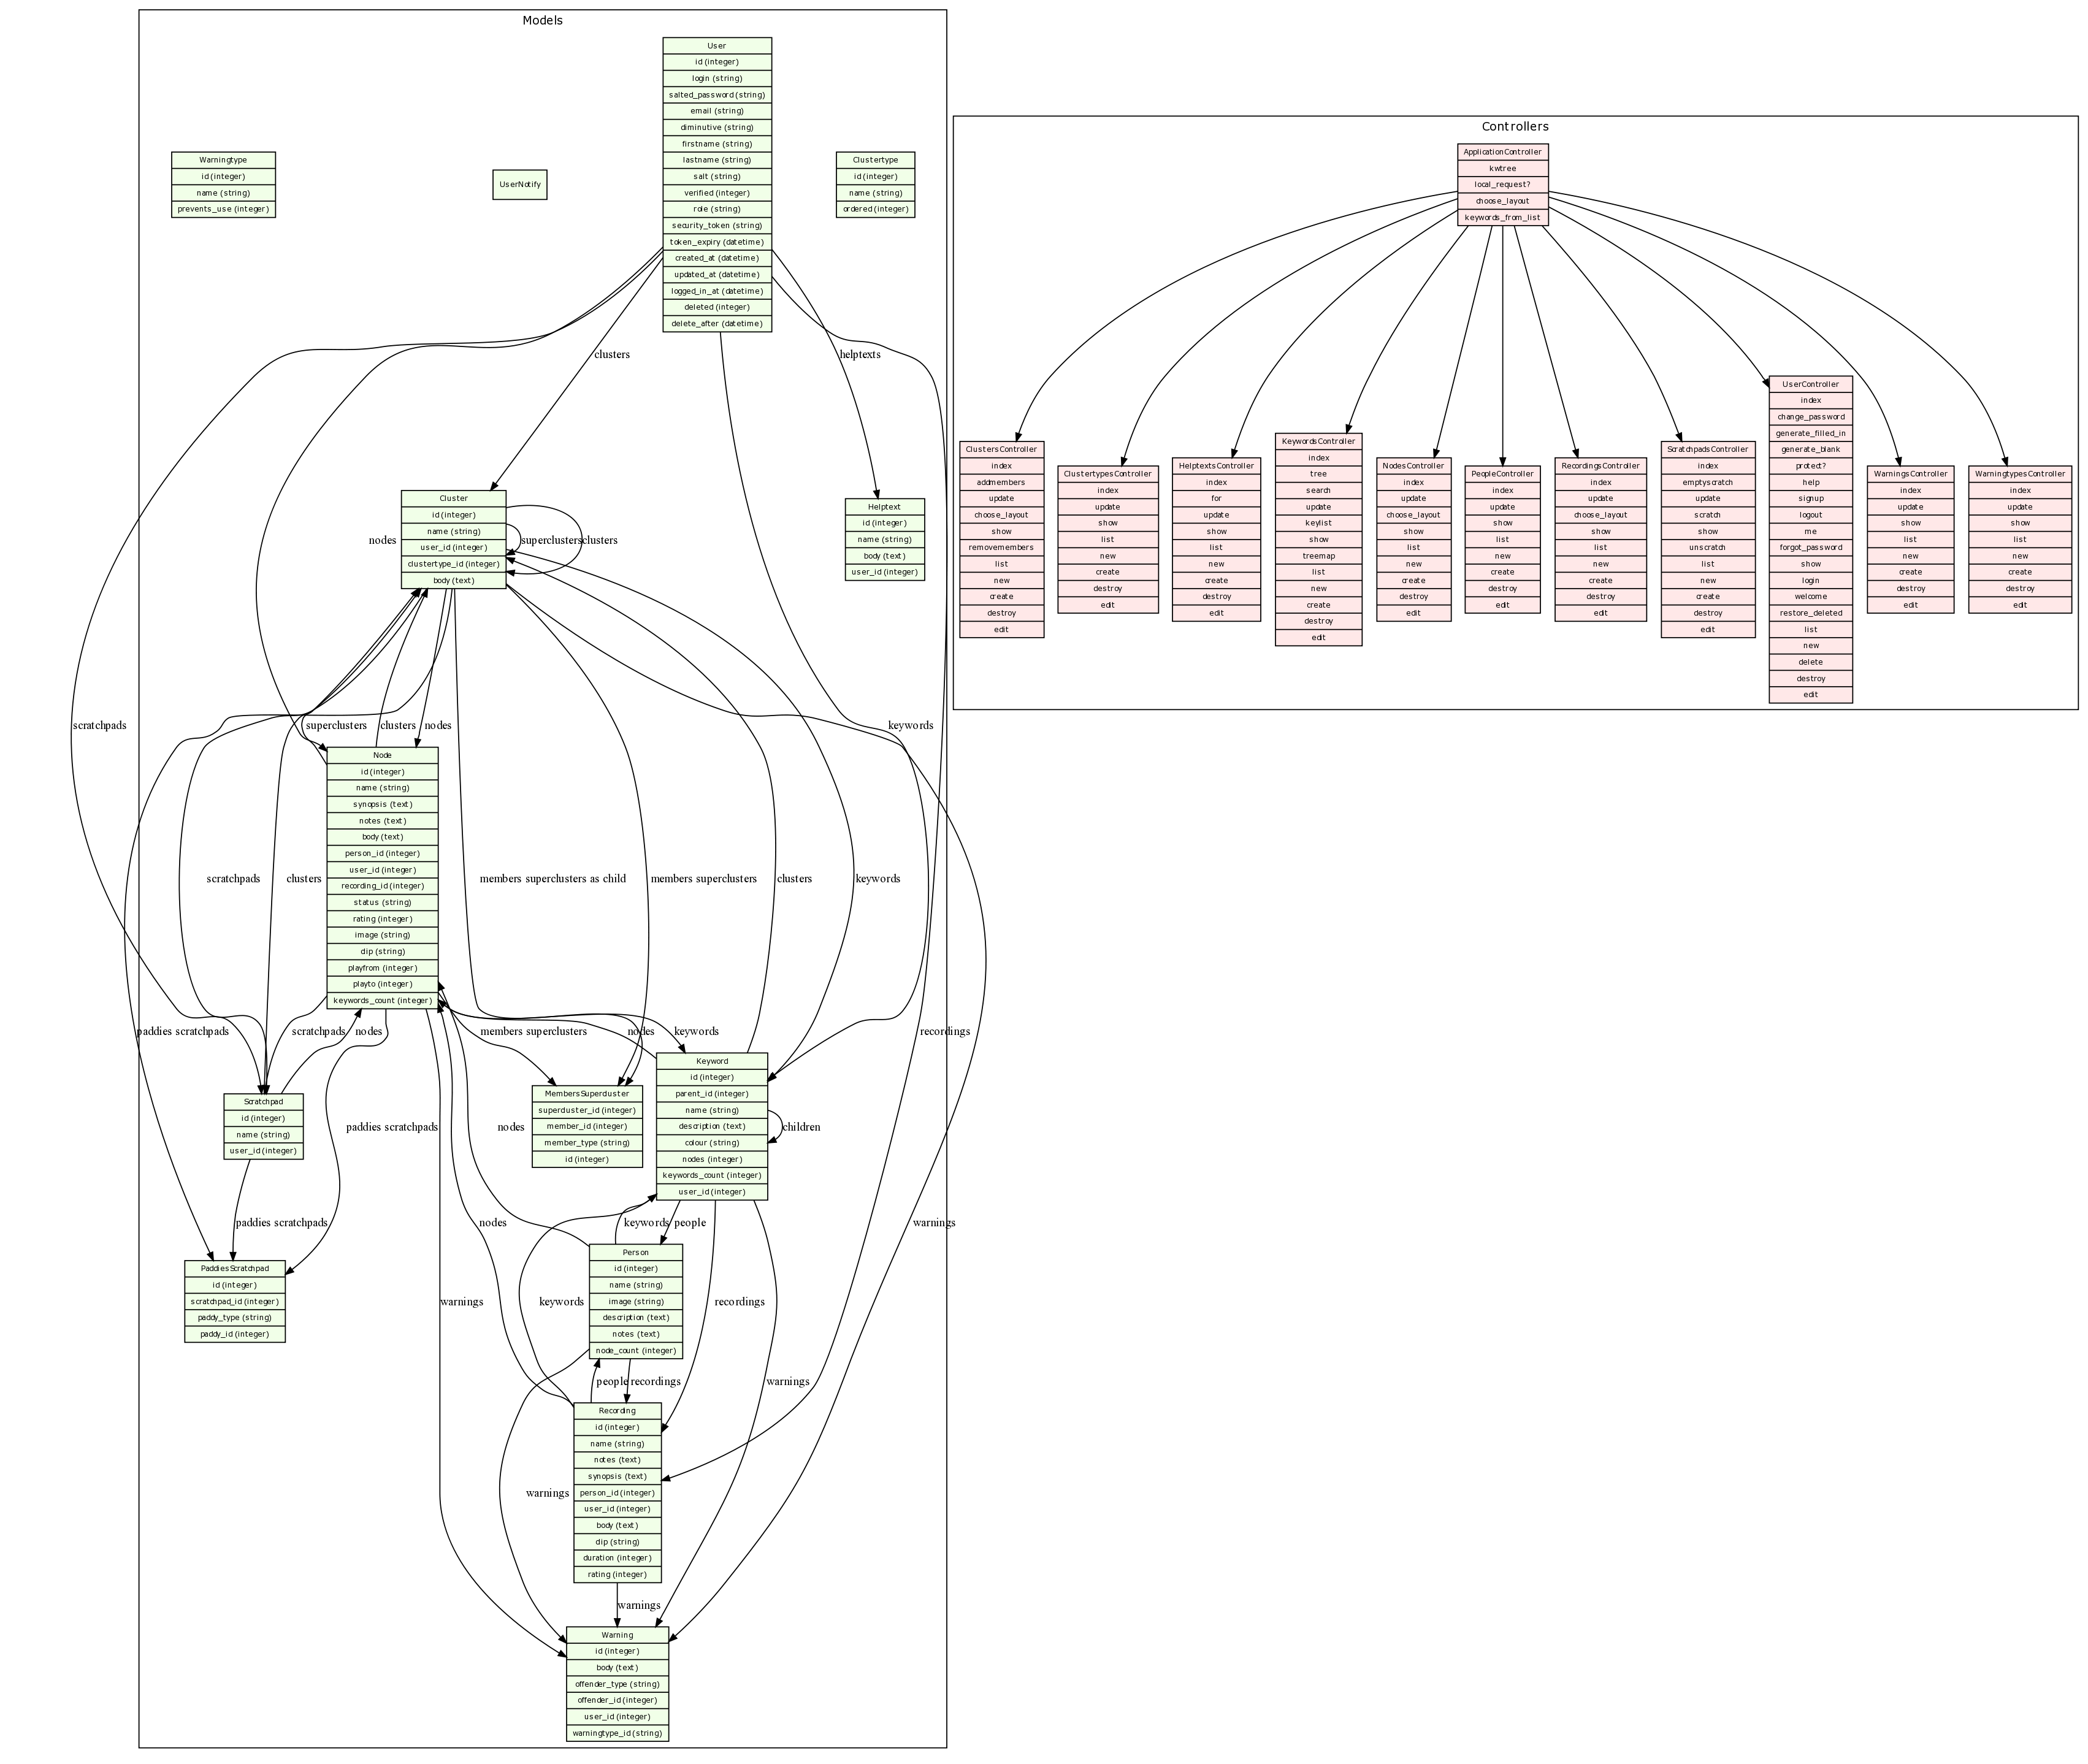 Models
User
id (integer)
login (string)
salted_password (string)
email (string)
diminutive (string)
firstname (string)
lastname (string)
salt (string)
verified (integer)
role (string)
security_token (string)
token_expiry (datetime)
created_at (datetime)
updated_at (datetime)
logged_in_at (datetime)
deleted (integer)
delete_after (datetime)
Warningtype
id (integer)
name (string)
prevents_use (integer)
UserNotify
Clustertype
id (integer)
name (string)
ordered (integer)
clusters
helptexts
Cluster
id (integer)
name (string)
user_id (integer)
clustertype_id (integer)
body (text)
superclusters
clusters
nodes
Helptext
id (integer)
name (string)
body (text)
user_id (integer)
scratchpads
superclusters
clusters
nodes
keywords
Node
id (integer)
name (string)
synopsis (text)
notes (text)
body (text)
person_id (integer)
user_id (integer)
recording_id (integer)
status (string)
rating (integer)
image (string)
clip (string)
playfrom (integer)
playto (integer)
keywords_count (integer)
scratchpads
clusters
members superclusters as child
members superclusters
clusters
keywords
paddies scratchpads
scratchpads
nodes
members superclusters
nodes
keywords
recordings
Scratchpad
id (integer)
name (string)
user_id (integer)
paddies scratchpads
nodes
MembersSupercluster
supercluster_id (integer)
member_id (integer)
member_type (string)
id (integer)
Keyword
id (integer)
parent_id (integer)
name (string)
description (text)
colour (string)
nodes (integer)
keywords_count (integer)
user_id (integer)
children
paddies scratchpads
nodes
keywords
people
warnings
PaddiesScratchpad
id (integer)
scratchpad_id (integer)
paddy_type (string)
paddy_id (integer)
Person
id (integer)
name (string)
image (string)
description (text)
notes (text)
node_count (integer)
warnings
keywords
recordings
people
recordings
warnings
Recording
id (integer)
name (string)
notes (text)
synopsis (text)
person_id (integer)
user_id (integer)
body (text)
clip (string)
duration (integer)
rating (integer)
warnings
warnings
Warning
id (integer)
body (text)
offender_type (string)
offender_id (integer)
user_id (integer)
warningtype_id (string)
Controllers
ApplicationController
kwtree
local_request?
choose_layout
keywords_from_list
ClustersController
index
addmembers
update
choose_layout
show
removemembers
list
new
create
destroy
edit
ClustertypesController
index
update
show
list
new
create
destroy
edit
HelptextsController
index
for
update
show
list
new
create
destroy
edit
KeywordsController
index
tree
search
update
keylist
show
treemap
list
new
create
destroy
edit
NodesController
index
update
choose_layout
show
list
new
create
destroy
edit
PeopleController
index
update
show
list
new
create
destroy
edit
RecordingsController
index
update
choose_layout
show
list
new
create
destroy
edit
ScratchpadsController
index
emptyscratch
update
scratch
show
unscratch
list
new
create
destroy
edit
UserController
index
change_password
generate_filled_in
generate_blank
protect?
help
signup
logout
me
forgot_password
show
login
welcome
restore_deleted
list
new
delete
destroy
edit
WarningsController
index
update
show
list
new
create
destroy
edit
WarningtypesController
index
update
show
list
new
create
destroy
edit